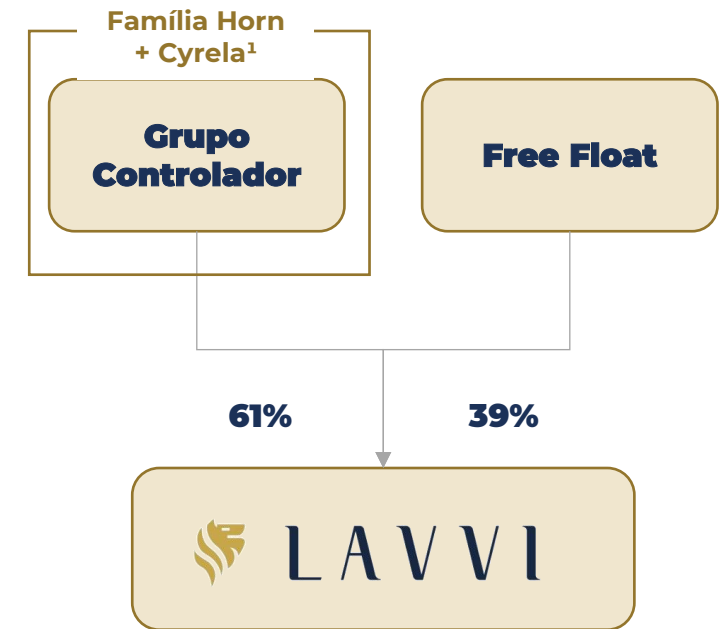 Família Horn
+ Cyrela¹
Grupo
Controlador
Free Float
61%
39%
LAVVI